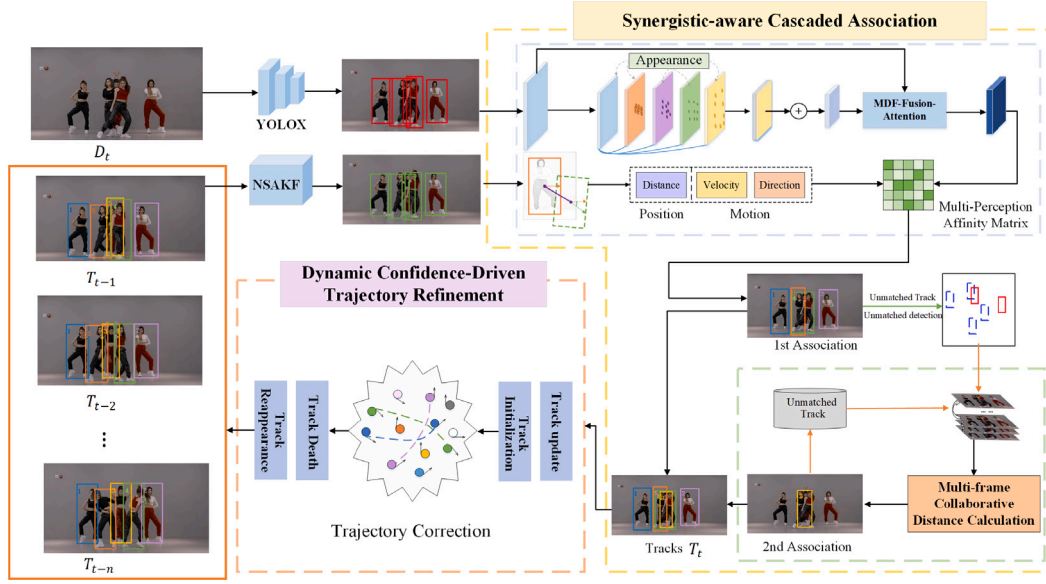 Synergistic-aware Cascaded Association
Appearance
YOLOX
MDF-Fusion-
Attention
D_t
NSAKF
Distance
Velocity
Direction
Position
Motion
Multi-Perception
Affinity Matrix
T_{t-1}
Dynamic Confidence-Driven
Trajectory Refinement
Unmatched Track
Unmatched detection
1st Association
T_{t-2}
Track
Reappearance
Track Death
Track
Initialization
Track update
Unmatched
Track
...
Multi-frame
Collaborative
Distance Calculation
Trajectory Correction
Tracks T_t
2nd Association
⋮
T_{t-n}